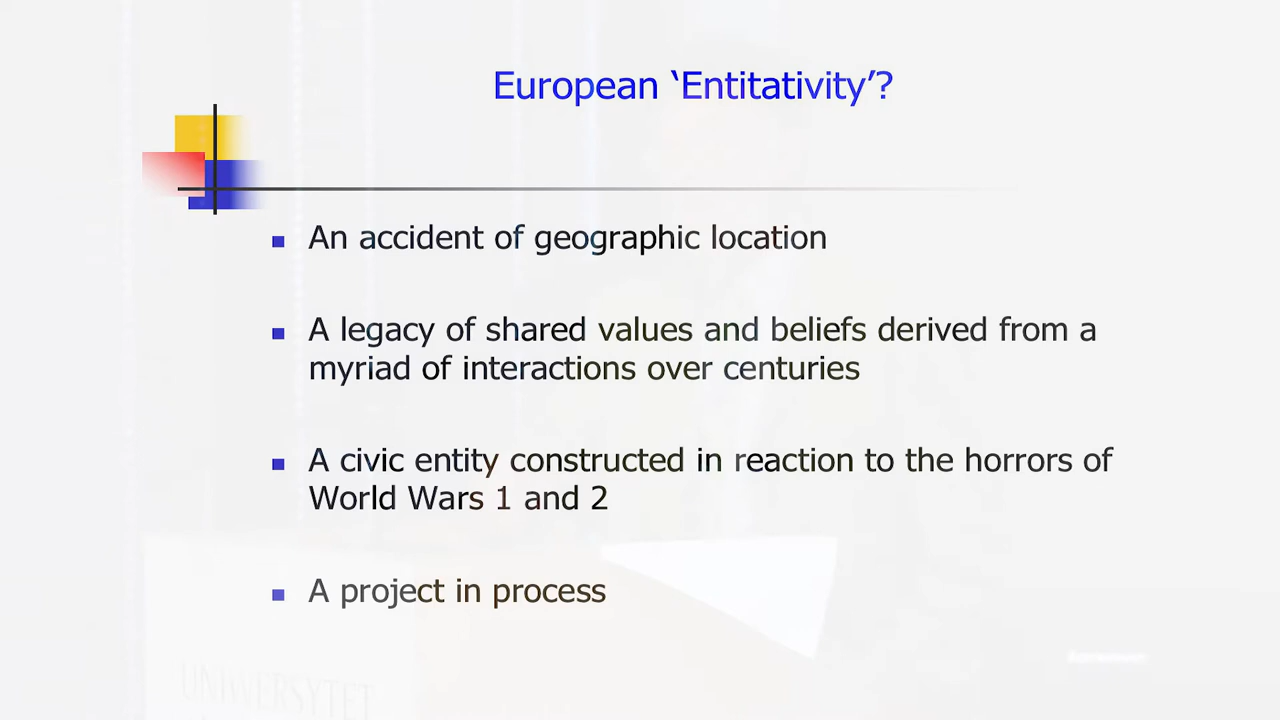 European ‘Entitativity’?
An accident of geographic location
A legacy of shared values and beliefs derived from a
myriad of interactions over centuries
A civic entity constructed in reaction to the horrors of
World Wars 1 and 2
A project in process
UNIWERSYTET